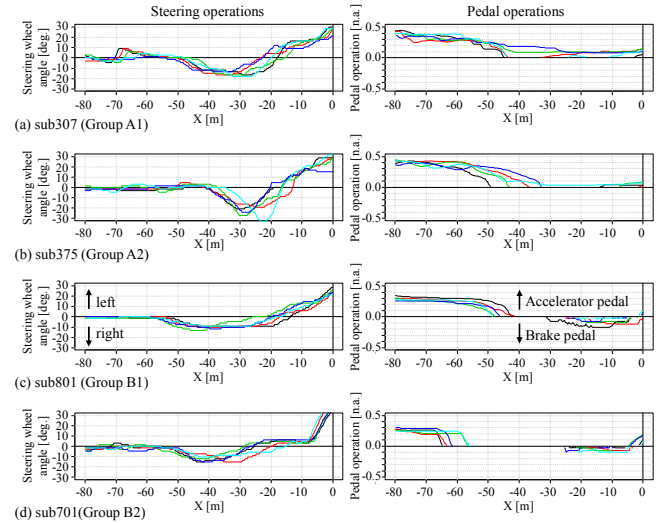 Steering operations
Pedal operations
Steering wheel
angle [deg.]
30
20
10
0
-10
-20
-30
-80 -70 -60 -50 -40 -30 -20 -10 0
X [m]
Pedal operation [n.a.]
0.5
0.0
-0.5
-80 -70 -60 -50 -40 -30 -20 -10 0
X [m]
(a) sub307 (Group A1)
Steering wheel
angle [deg.]
30
20
10
0
-10
-20
-30
-80 -70 -60 -50 -40 -30 -20 -10 0
X [m]
Pedal operation [n.a.]
0.5
0.0
0.5
-80 -70 -60 -50 -40 -30 -20 -10 0
X [m]
(b) sub375 (Group A2)
Steering wheel
angle [deg.]
30
20
10
0
-10
-20
-30
left
right
-80 -70 -60 -50 -40 -30 -20 -10 0
X [m]
Pedal operation [n.a.]
0.5
0.0
-0.5
Accelerator pedal
Brake pedal
-80 -70 -60 -50 -40 -30 -20 -10 0
X [m]
(c) sub801 (Group B1)
Steering wheel
angle [deg.]
30
20
10
0
-10
-20
-30
-80 -70 -60 -50 -40 -30 -20 -10 0
X [m]
Pedal operation [n.a.]
0.5
0.0
0.5
-80 -70 -60 -50 -40 -30 -20 -10 0
X [m]
(d) sub701(Group B2)